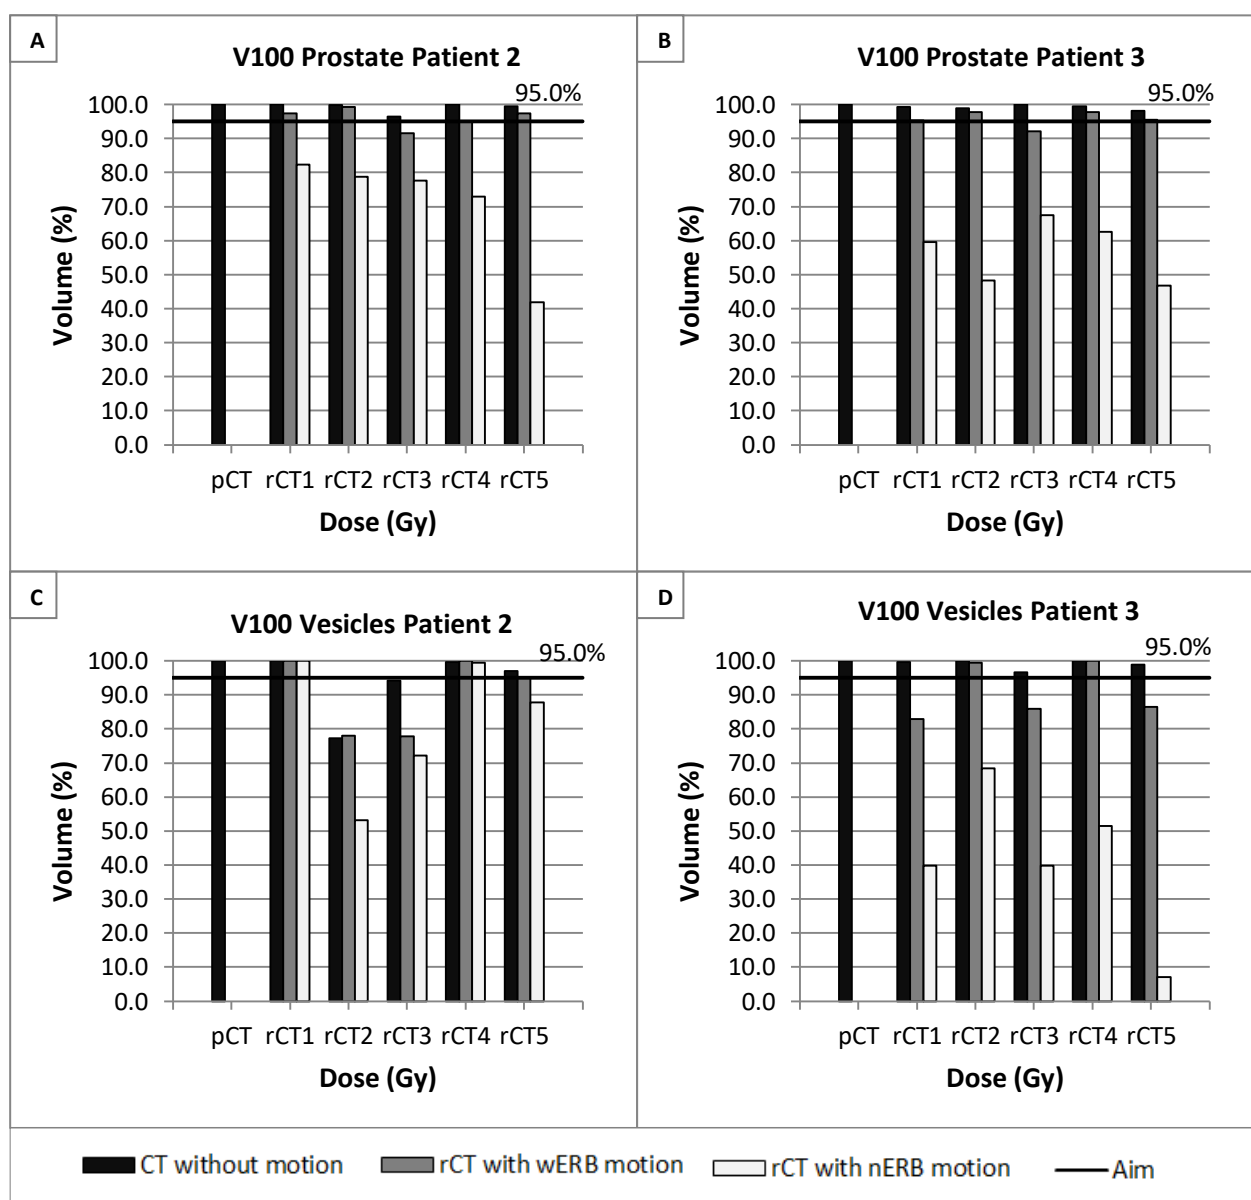 A
V100 Prostate Patient 2
95.0%
100.0
90.0
80.0
70.0
60.0
50.0
40.0
30.0
20.0
10.0
0.0
Volume (%)
pCT rCT1 rCT2 rCT3 rCT4 rCT5
Dose (Gy)
B
V100 Prostate Patient 3
95.0%
100.0
90.0
80.0
70.0
60.0
50.0
40.0
30.0
20.0
10.0
0.0
Volume (%)
pCT rCT1 rCT2 rCT3 rCT4 rCT5
Dose (Gy)
C
V100 Vesicles Patient 2
95.0%
100.0
90.0
80.0
70.0
60.0
50.0
40.0
30.0
20.0
10.0
0.0
Volume (%)
pCT rCT1 rCT2 rCT3 rCT4 rCT5
Dose (Gy)
D
V100 Vesicles Patient 3
95.0%
100.0
90.0
80.0
70.0
60.0
50.0
40.0
30.0
20.0
10.0
0.0
Volume (%)
pCT rCT1 rCT2 rCT3 rCT4 rCT5
Dose (Gy)
CT without motion rCT with wERB motion rCT with nERB motion Aim